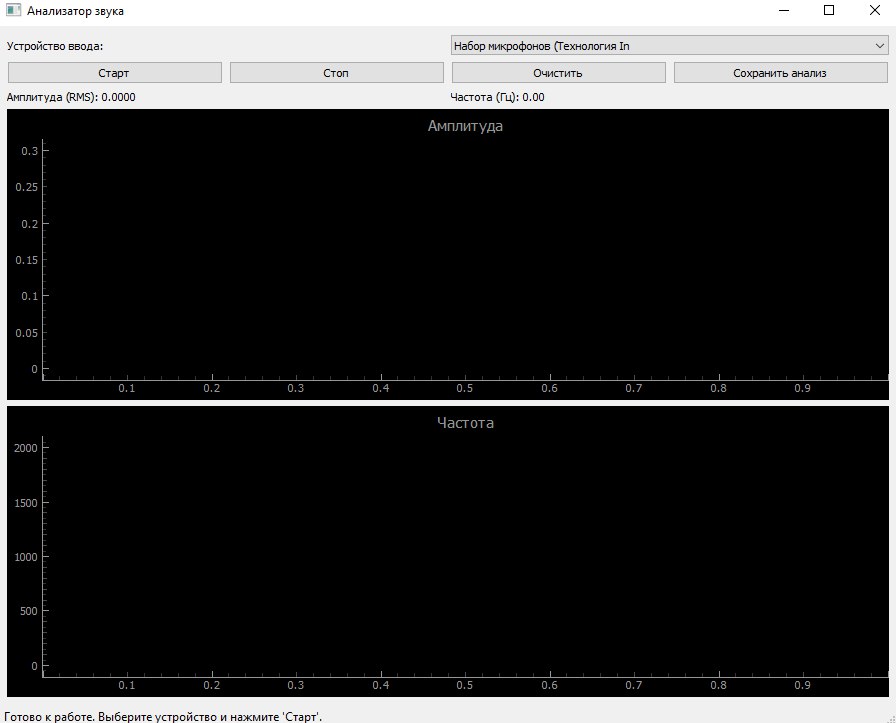 Анализатор звука
Устройство ввода: Набор микрофонов (Технология In
Старт Стоп Очистить Сохранить анализ
Амплитуда (RMS): 0.0000 Частота (Гц): 0.00
Амплитуда
0.3
0.25
0.2
0.15
0.1
0.05
0
0.1 0.2 0.3 0.4 0.5 0.6 0.7 0.8 0.9
Частота
2000
1500
1000
500
0
0.1 0.2 0.3 0.4 0.5 0.6 0.7 0.8 0.9
Готово к работе. Выберите устройство и нажмите 'Старт'.